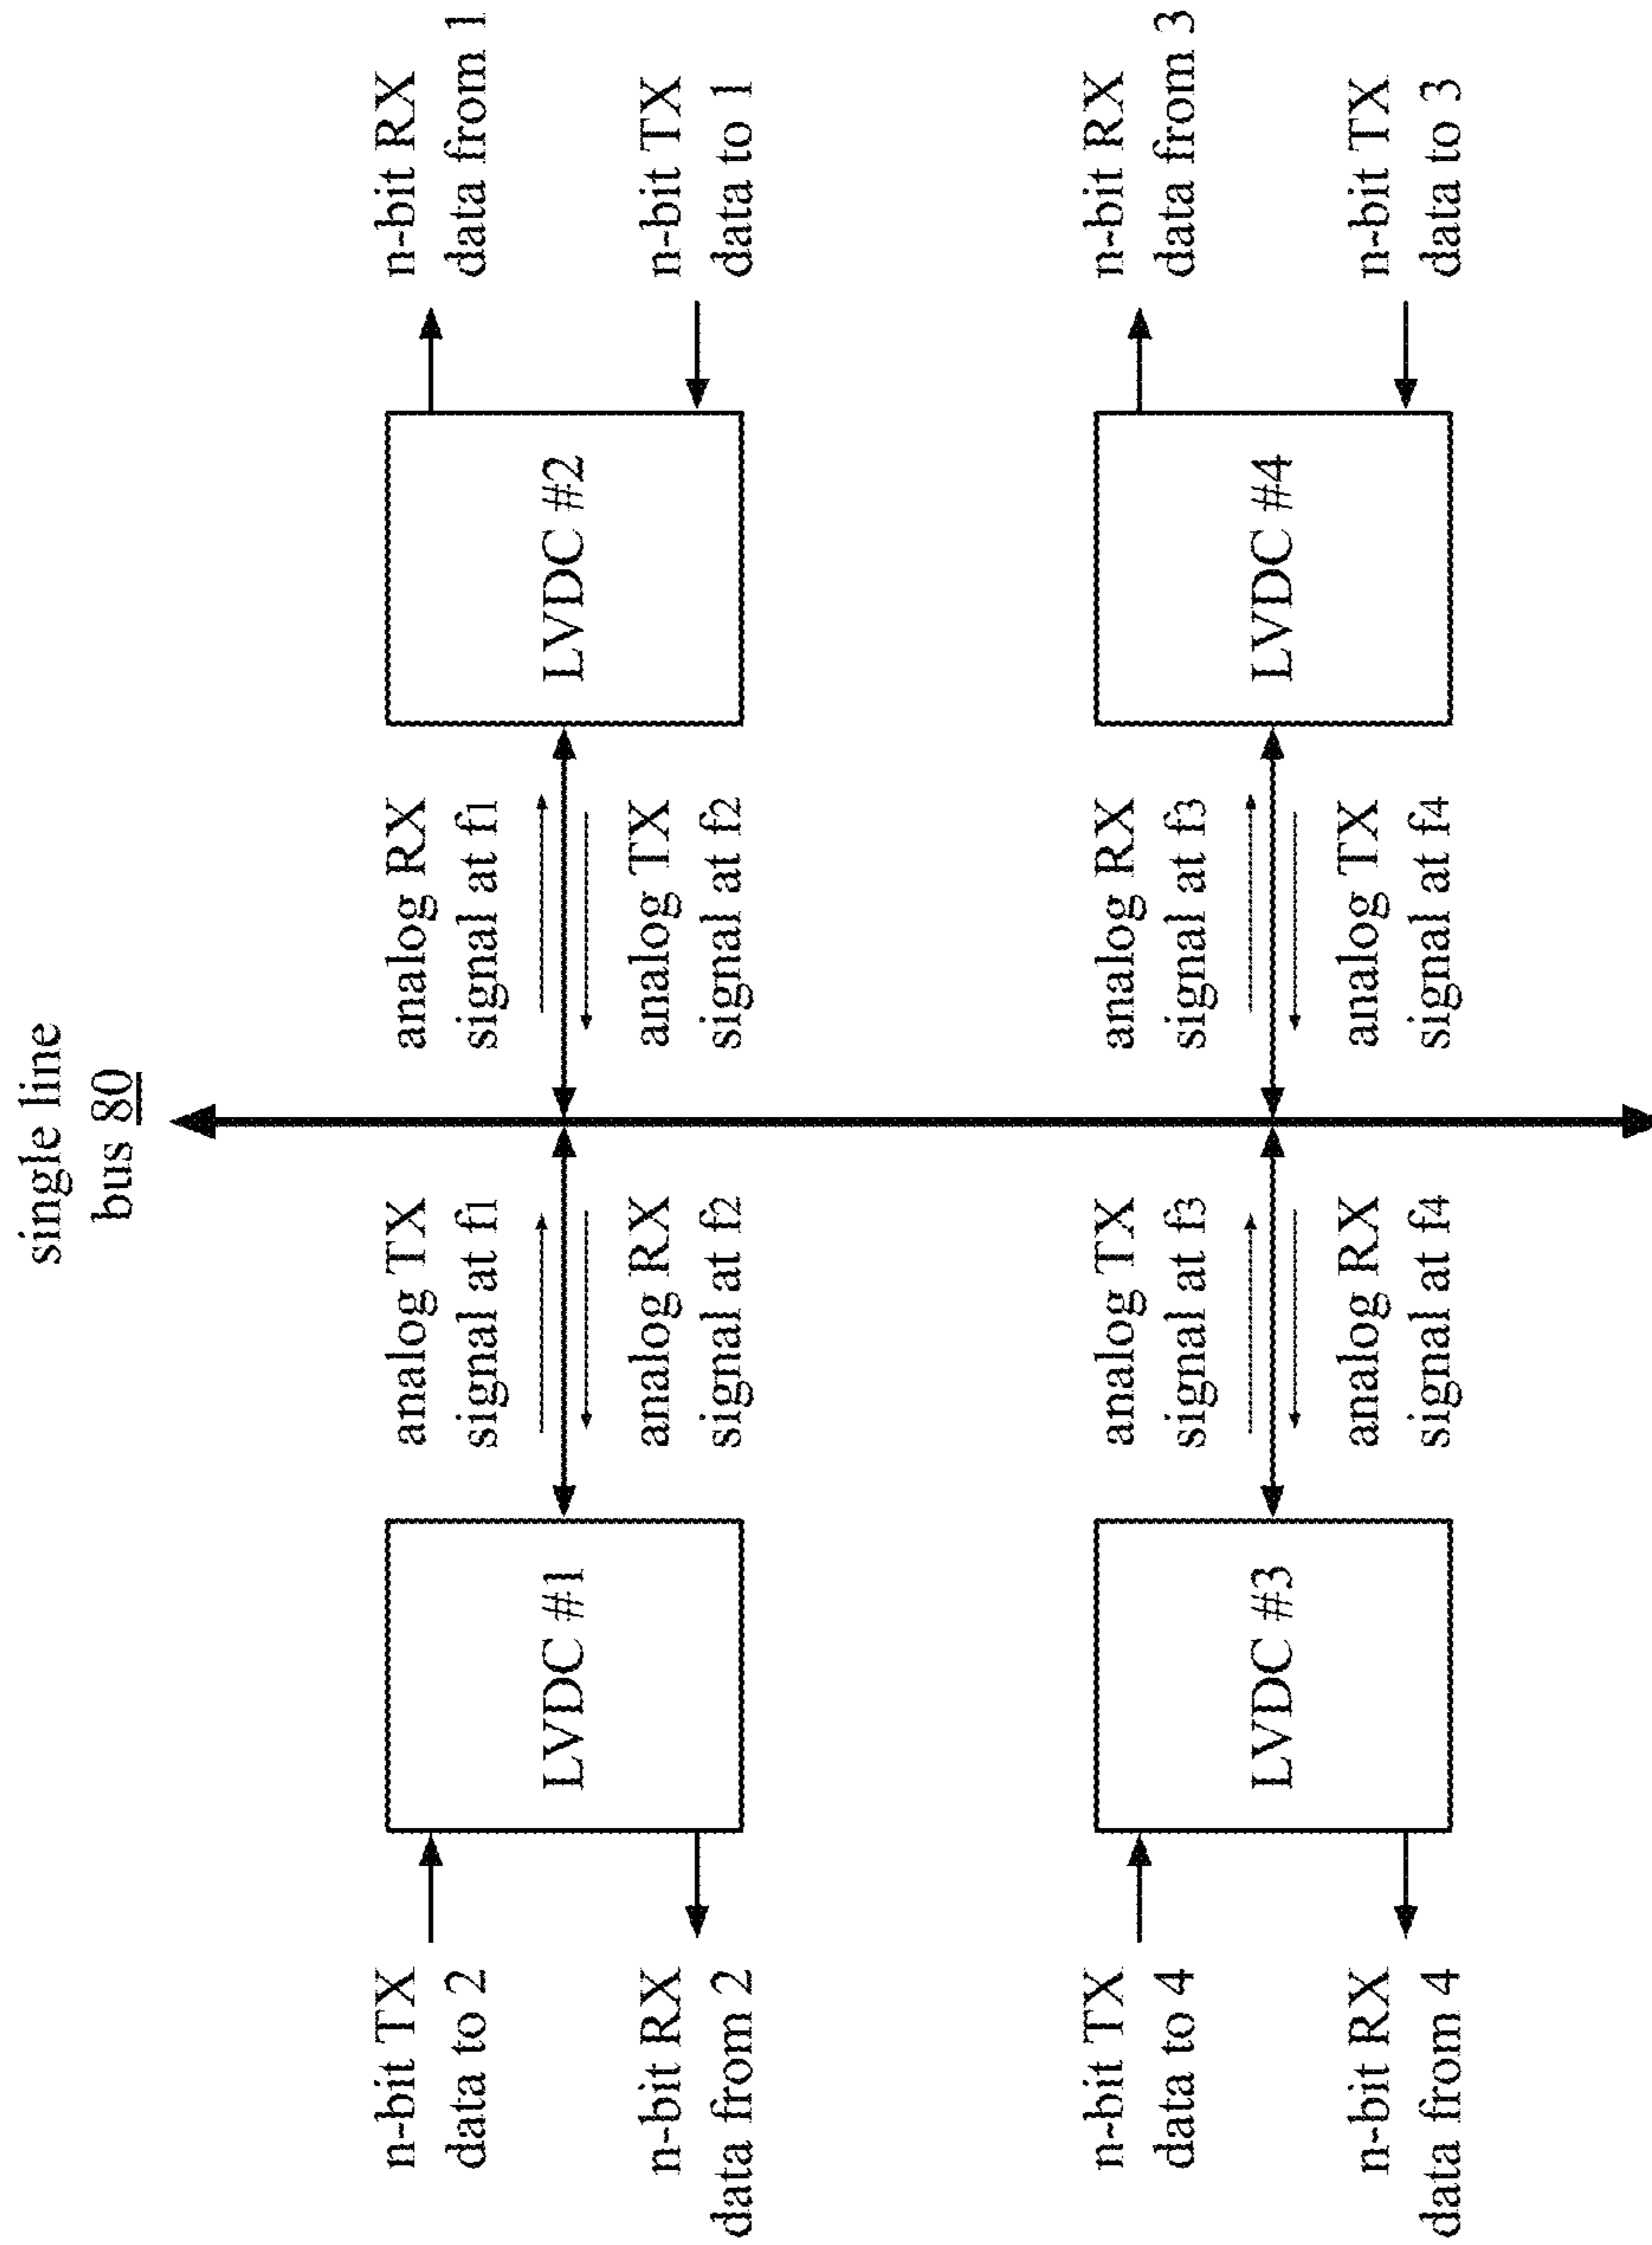 single line
bus 80
n-bit TX
data to 2
n-bit RX
data from 2
LVDC #1
analog TX
signal at f1
analog RX
signal at f2
analog RX
signal at f1
analog TX
signal at f2
LVDC #2
n-bit RX
data from 1
n-bit TX
data to 1
n-bit TX
data to 4
n-bit RX
data from 4
LVDC #3
analog TX
signal at f3
analog RX
signal at f4
analog RX
signal at f3
analog TX
signal at f4
LVDC #4
n-bit RX
data from 3
n-bit TX
data to 3